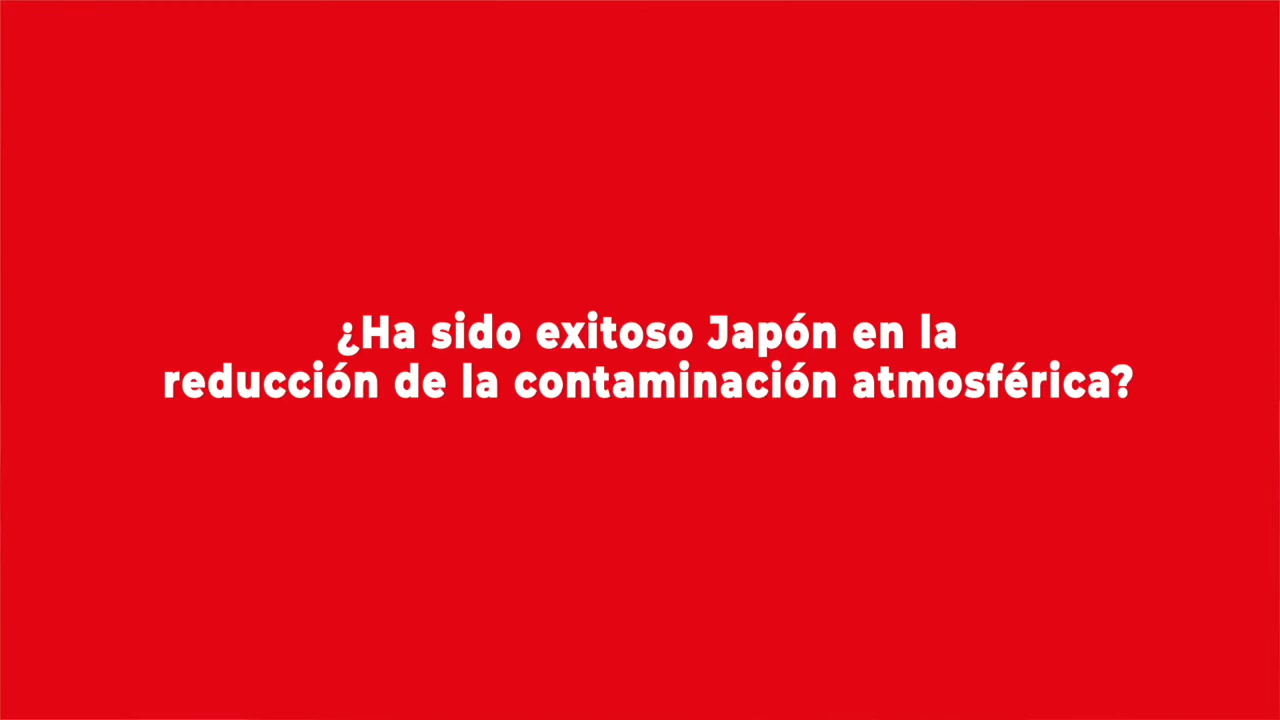 ¿Ha sido exitoso Japón en la
reducción de la contaminación atmosférica?